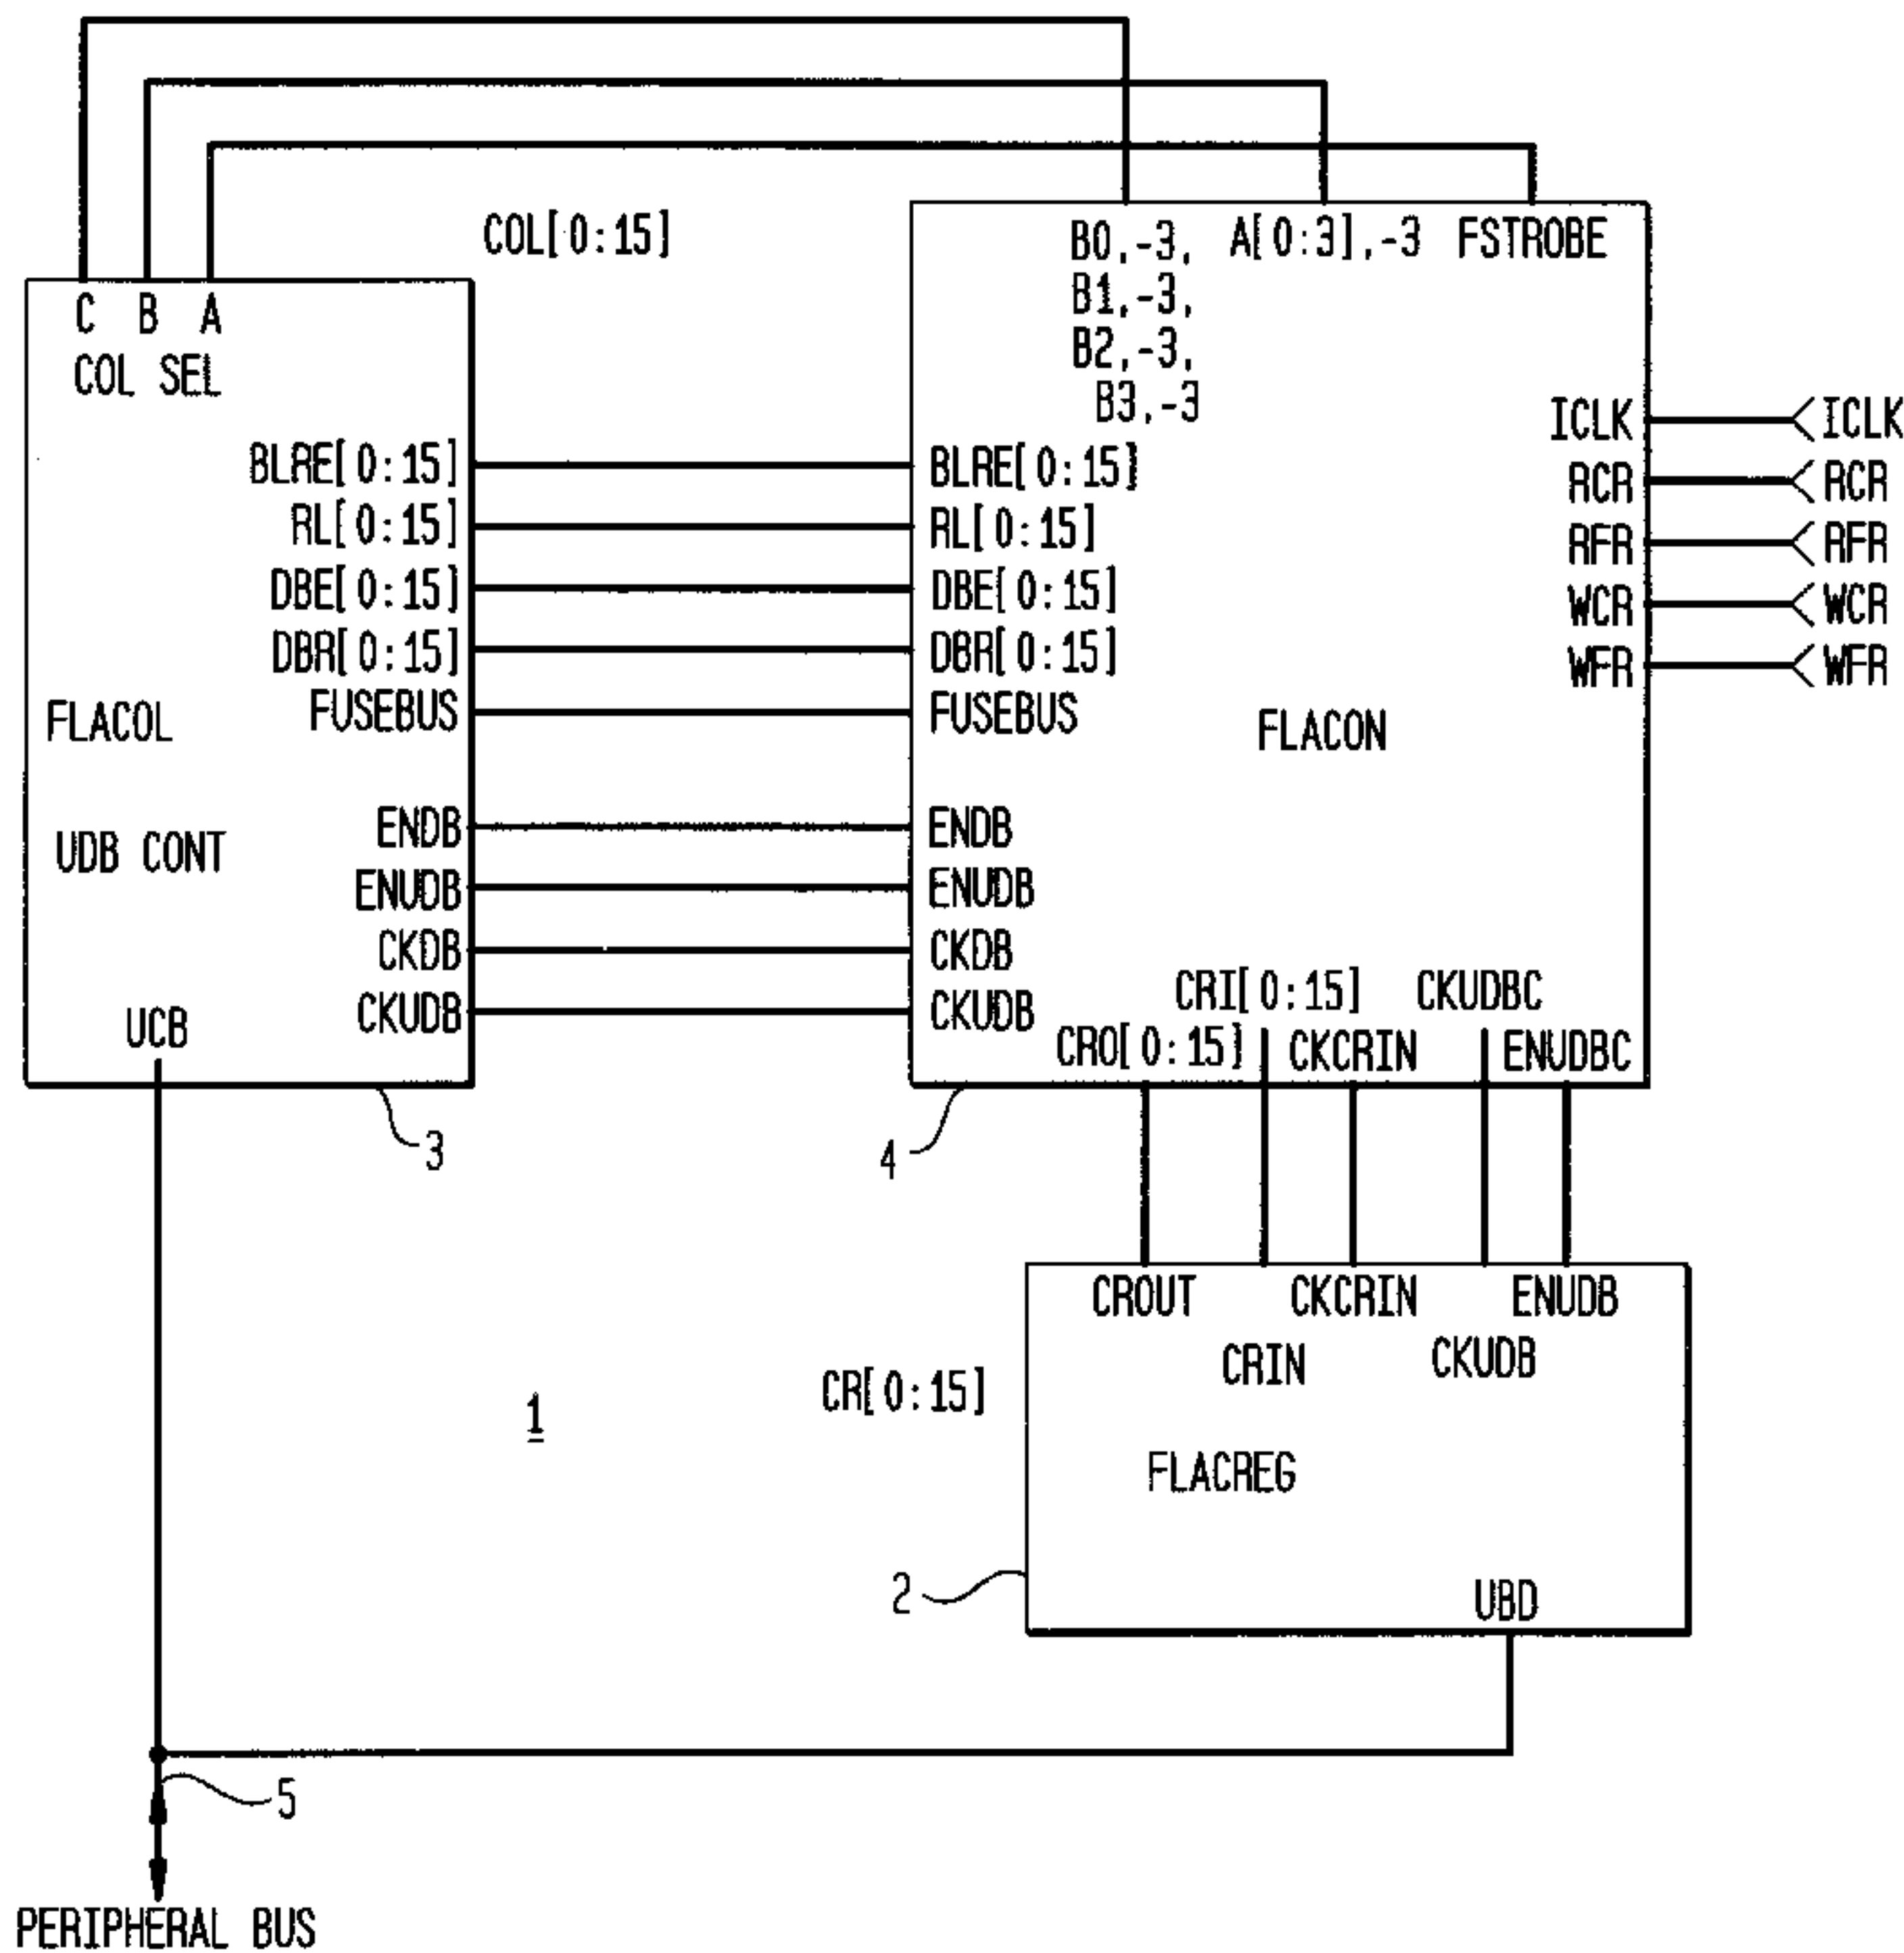 COL[0:15]
C B A
COL SEL
BLRE[0:15]
RL[0:15]
DBE[0:15]
DBR[0:15]
FUSEBUS
FLACOL
UDB CONT
ENDB
ENUDB
CKDB
CKUDB
UCB
3
B0,-3,
B1,-3,
B2,-3,
B3,-3
A[0:3],-3
FSTROBE
ICLK
RCR
RFR
WCR
WFR
ICLK
RCR
RFR
WCR
WFR
BLRE[0:15]
RL[0:15]
DBE[0:15]
DBR[0:15]
FUSEBUS
FLACON
ENDB
ENUDB
CKDB
CKUDB
CRI[0:15]
CKUDBC
CRO[0:15]
CKCRIN
ENUDBC
4
CROUT
CKCRIN
ENUDB
CRIN
CKUDB
CR[0:15]
1
FLACREG
2
UBD
5
PERIPHERAL BUS